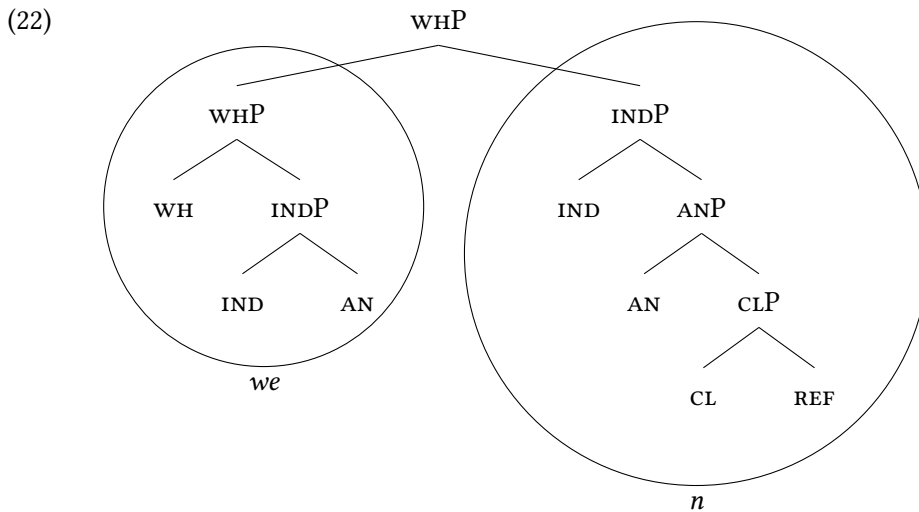 (22) WHP
WHP INDP
WH INDP IND ANP
IND AN AN CLP
we CL REF
n